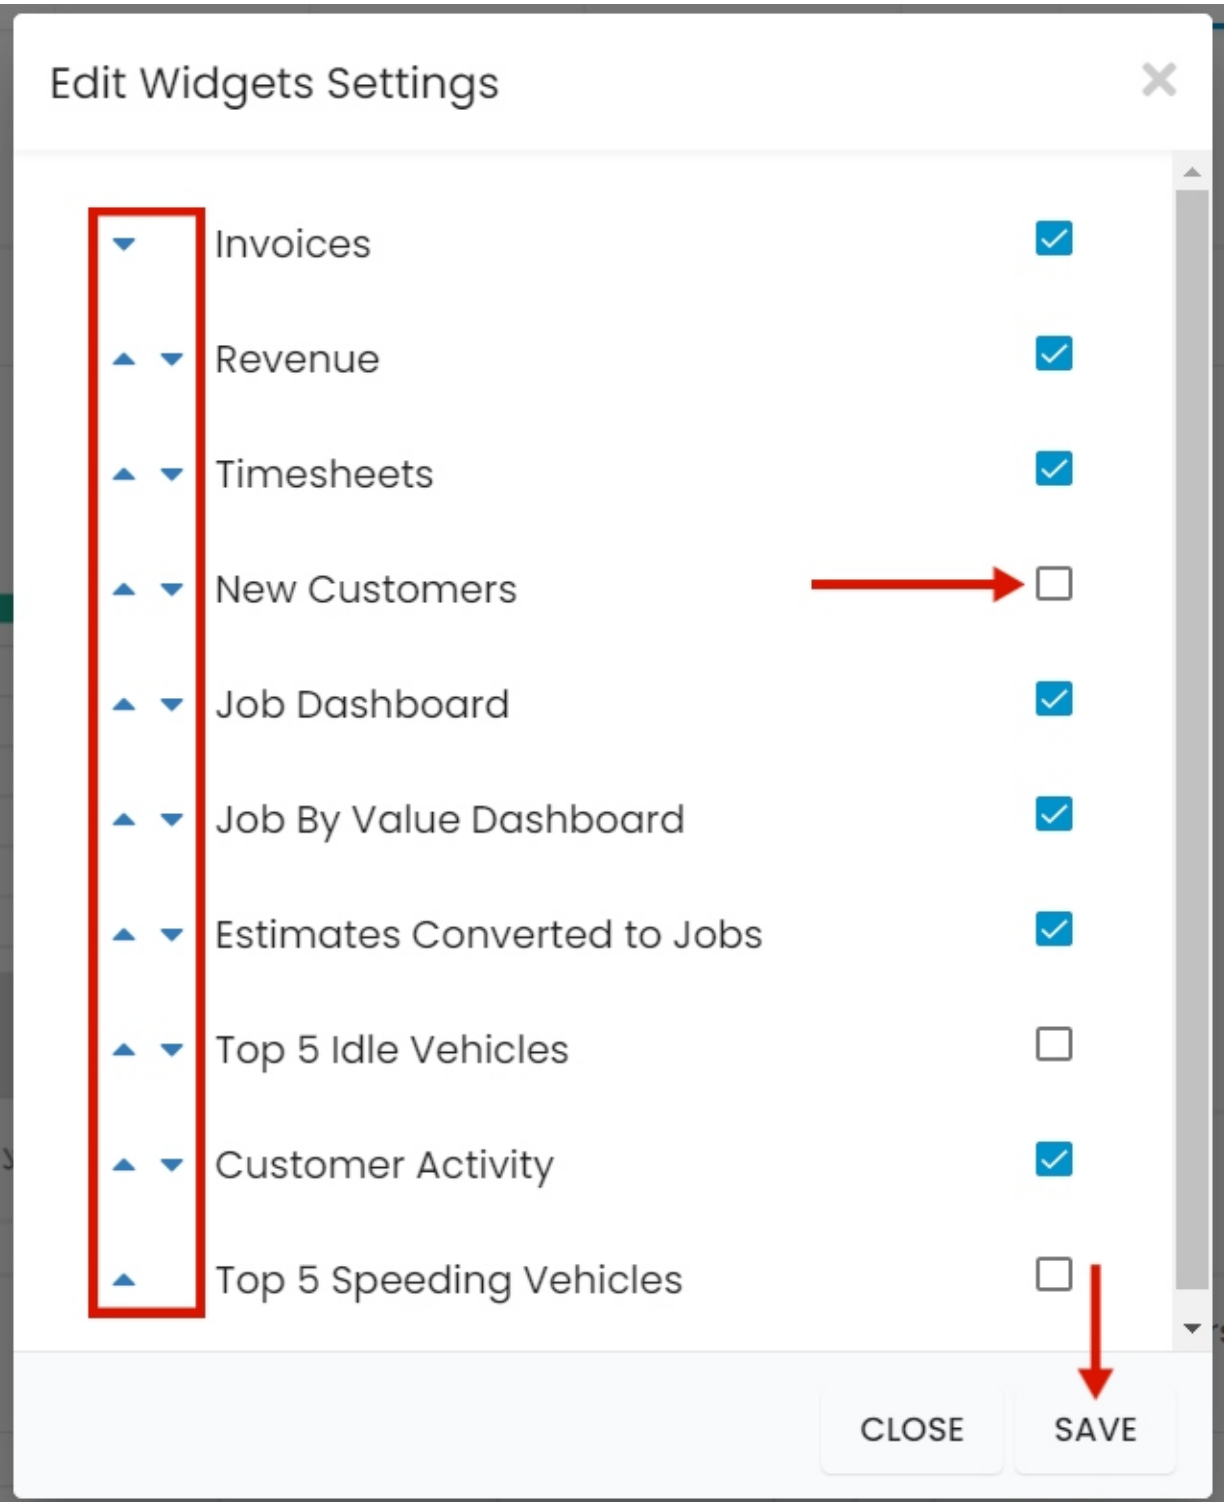 Edit Widgets Settings
Invoices
Revenue
Timesheets
New Customers
Job Dashboard
Job By Value Dashboard
Estimates Converted to Jobs
Top 5 Idle Vehicles
Customer Activity
Top 5 Speeding Vehicles
CLOSE SAVE